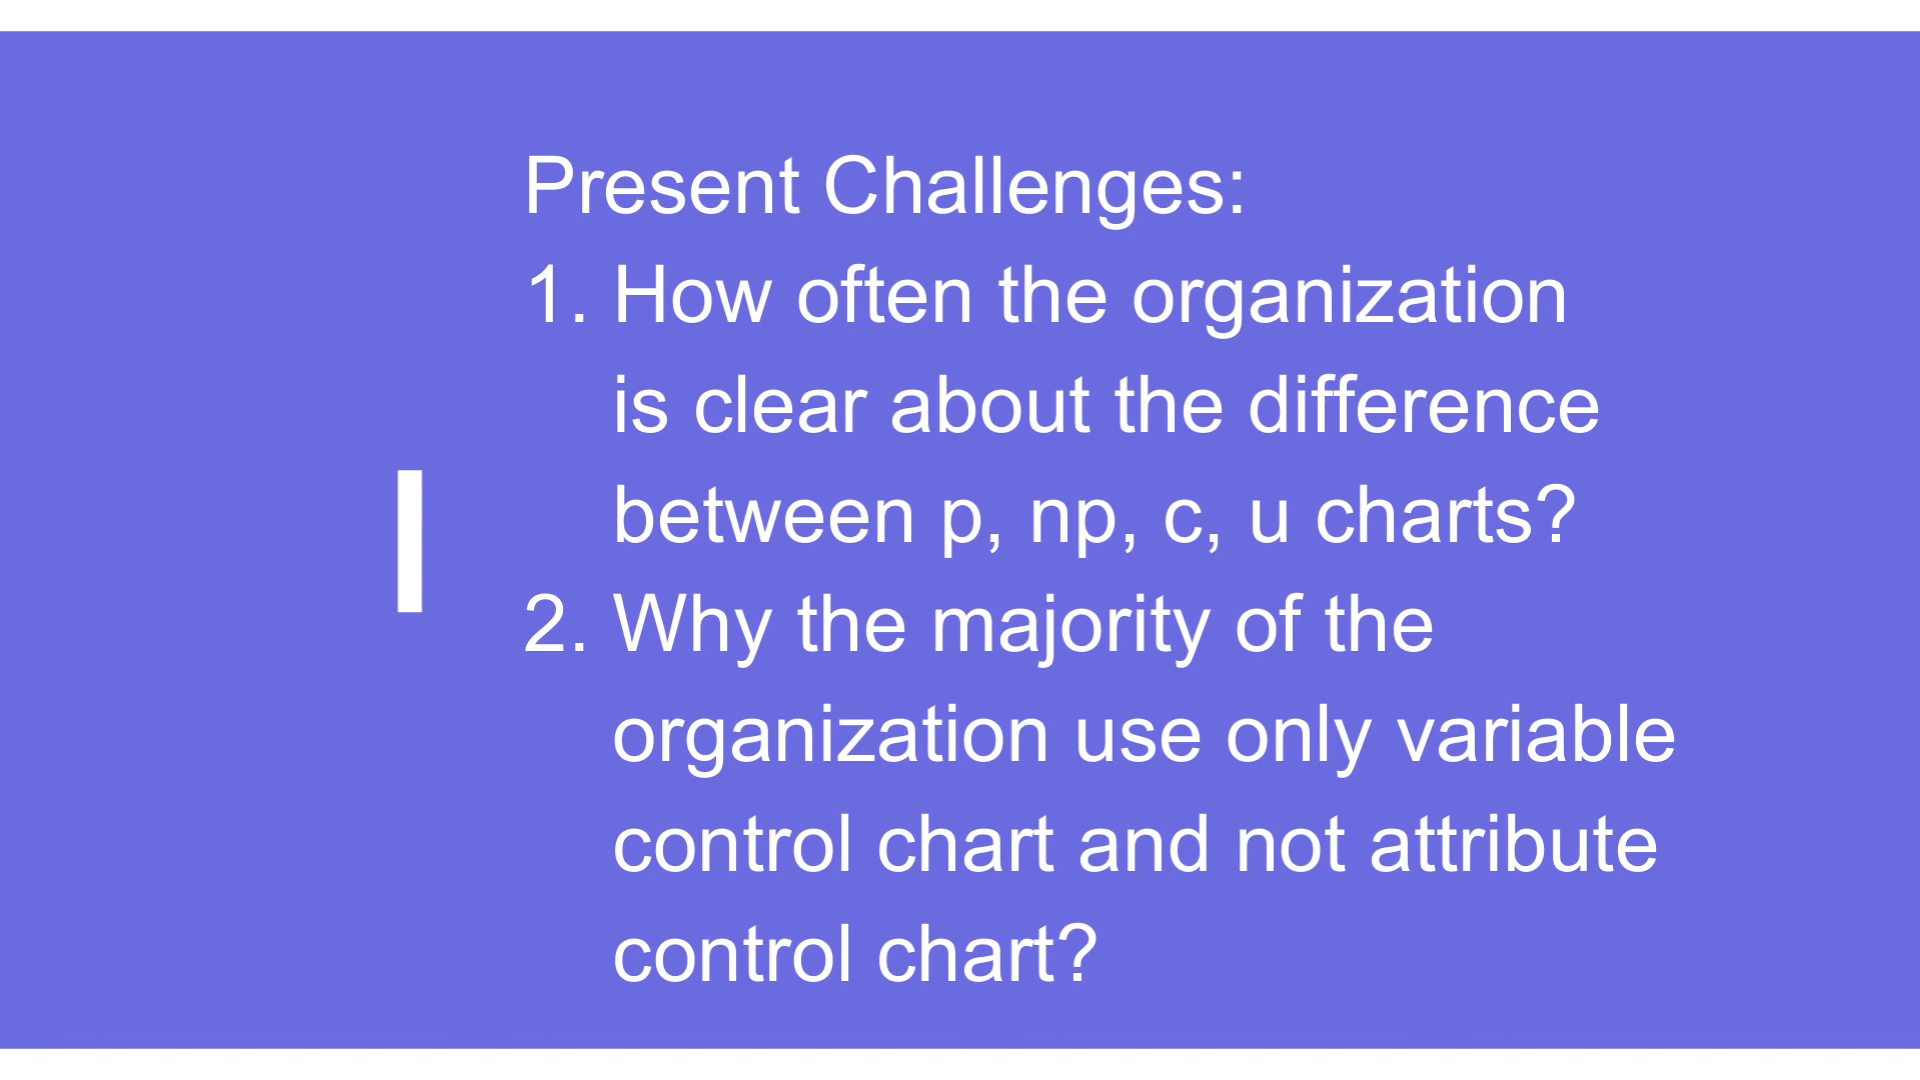 Present Challenges:
1. How often the organization
is clear about the difference
between p, np, c, u charts?
2. Why the majority of the
organization use only variable
control chart and not attribute
control chart?